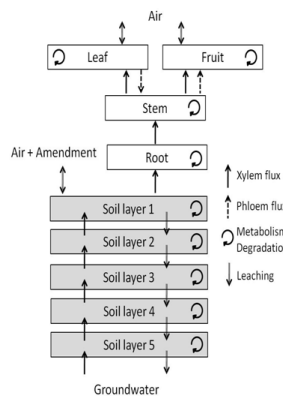 Air
Leaf
Fruit
Stem
Air + Amendment
Root
Xylem flux
Phloem flu
Metabolism
Degradatio
Leaching
Soil layer 1
Soil layer 2
Soil layer 3
Soil layer 4
Soil layer 5
Groundwater